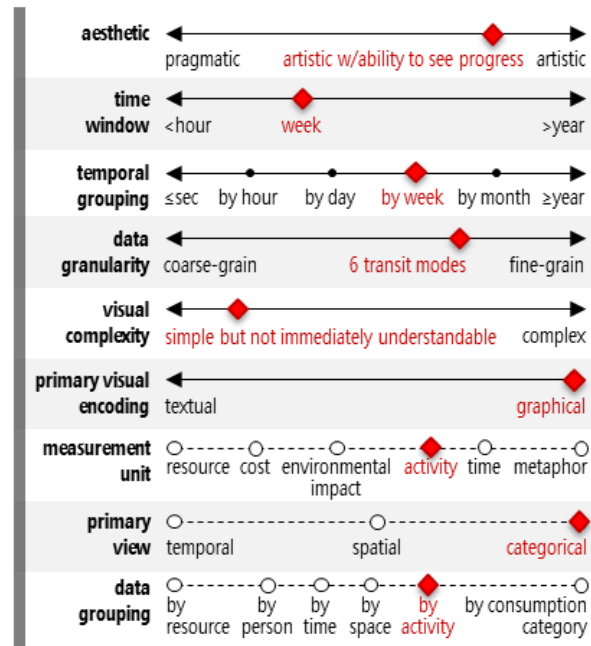 aesthetic
pragmatic artistic w/ability to see progress artistic
time
window <hour week >year
temporal
grouping ≤sec by hour by day by week by month ≥year
data
granularity coarse-grain 6 transit modes fine-grain
visual
complexity simple but not immediately understandable complex
primary visual
encoding textual graphical
measurement
unit resource cost environmental activity time metaphor
impact
primary
view temporal spatial categorical
data
grouping by by by by by by consumption
resource person time space activity category